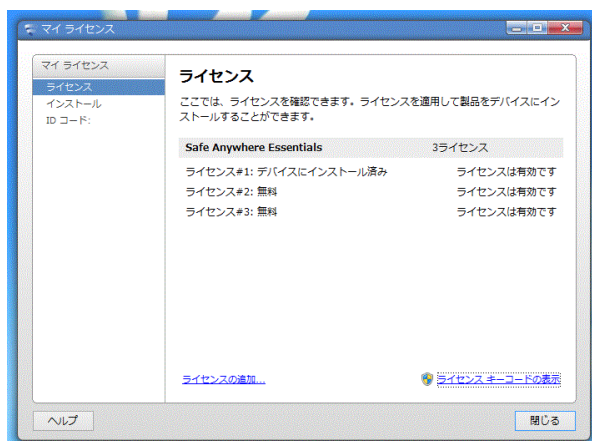 マイ ライセンス
マイ ライセンス
ライセンス
インストール
ID コード:
ライセンス
ここでは、ライセンスを確認できます。ライセンスを適用して製品をデバイスにイン
ストールすることができます。
Safe Anywhere Essentials 3ライセンス
ライセンス#1: デバイスにインストール済み ライセンスは有効です
ライセンス#2: 無料 ライセンスは有効です
ライセンス#3: 無料 ライセンスは有効です
ライセンスの追加... ライセンス キーコードの表示
ヘルプ 閉じる